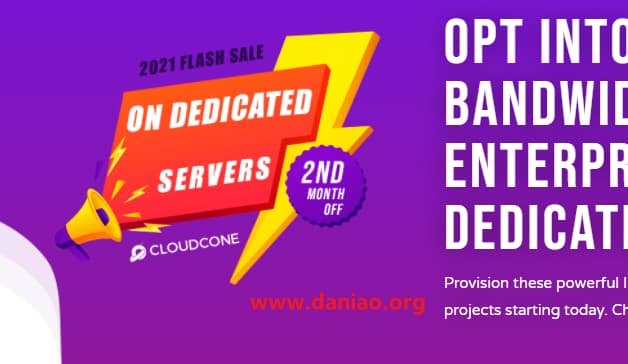 2021 FLASH SALE
ON DEDICATED
SERVERS
2ND
MONTH
OFF
CLOUDCONE
www.daniao.org
OPT INTO
BANDWID
ENTERPR
DEDICAT
Provision these powerful
projects starting today. Ch